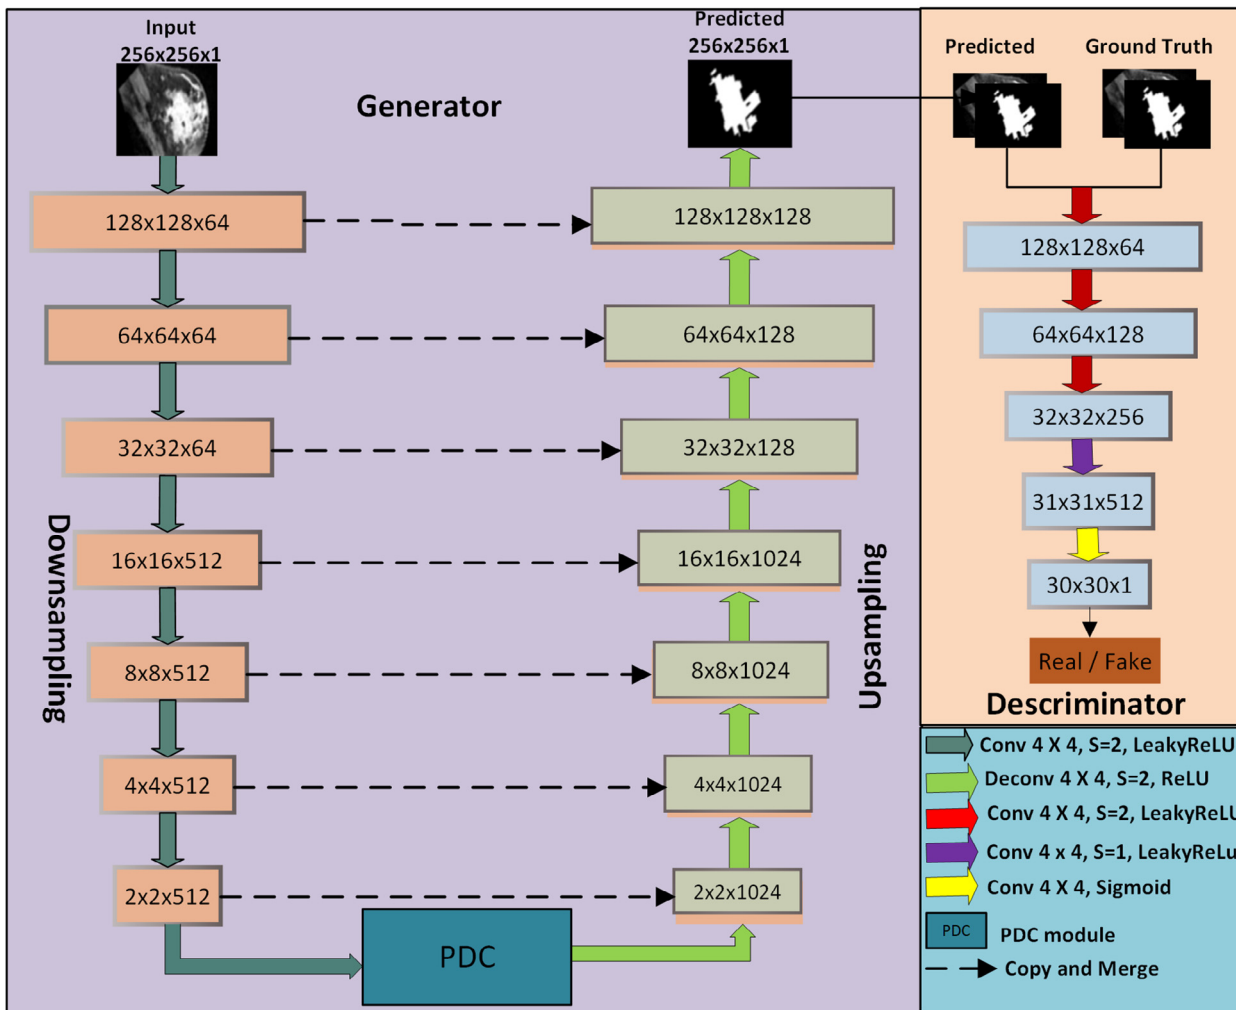 Input
256x256x1
Generator
Predicted
256x256x1
128x128x64
64x64x64
32x32x64
16x16x512
8x8x512
4x4x512
2x2x512
Downsampling
PDC
128x128x128
64x64x128
32x32x128
16x16x1024
8x8x1024
4x4x1024
2x2x1024
Upsampling
Predicted
Ground Truth
128x128x64
64x64x128
32x32x256
31x31x512
30x30x1
Real / Fake
Descriminator
Conv 4 X 4, S=2, LeakyReLU
Deconv 4 X 4, S=2, ReLU
Conv 4 X 4, S=2, LeakyReLU
Conv 4 x 4, S=1, LeakyReLu
Conv 4 X 4, Sigmoid
PDC
PDC module
Copy and Merge